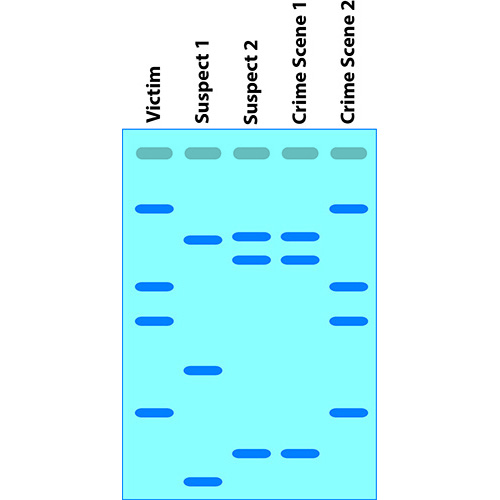 Victim
Suspect 1
Suspect 2
Crime Scene 1
Crime Scene 2